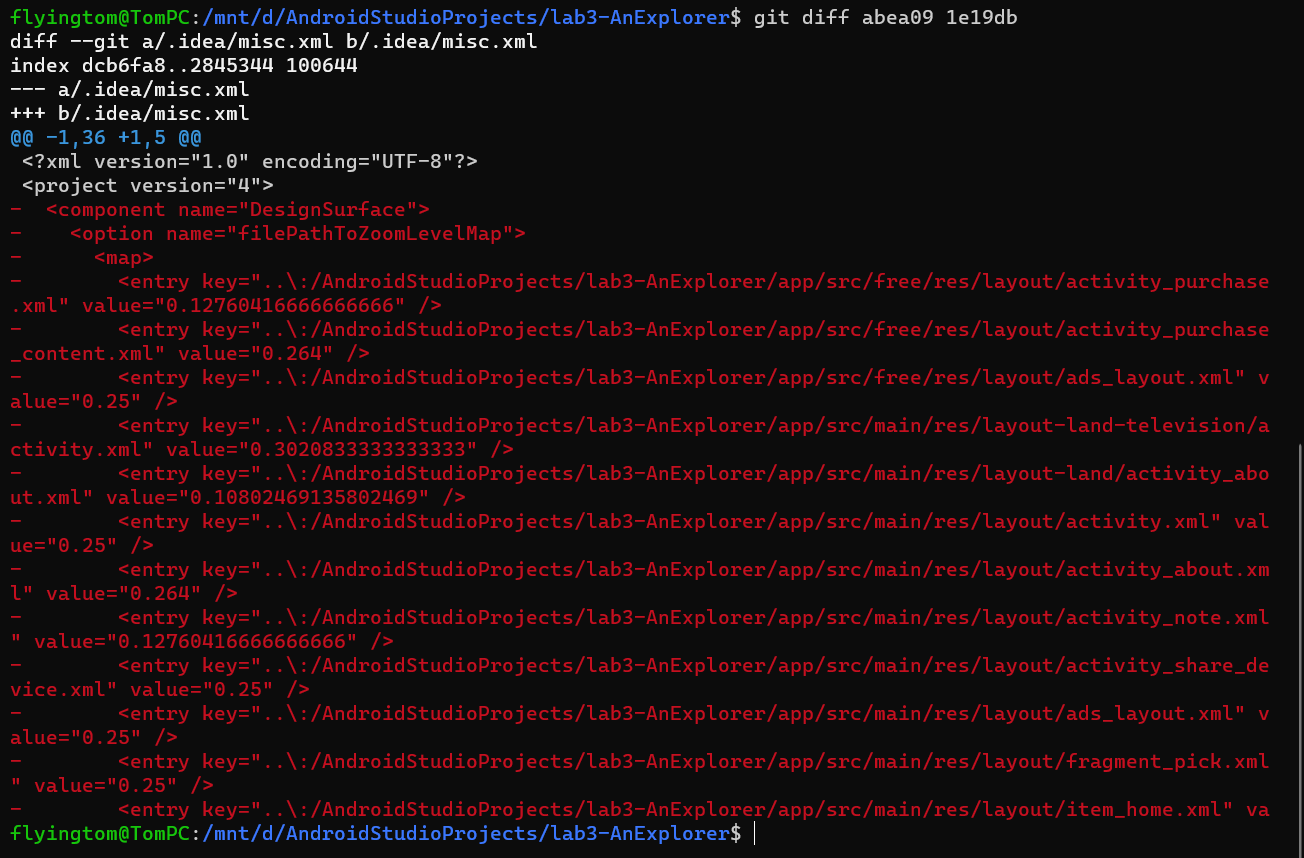 flyingtom@TomPC:/mnt/d/AndroidStudioProjects/lab3-AnExplorer$ git diff abea09 1e19db
diff --git a/.idea/misc.xml b/.idea/misc.xml
index dcb6fa8..2845344 100644
--- a/.idea/misc.xml
+++ b/.idea/misc.xml
@@ -1,36 +1,5 @@
 <?xml version="1.0" encoding="UTF-8"?>
 <project version="4">
-  <component name="DesignSurface">
-    <option name="filePathToZoomLevelMap">
-      <map>
-        <entry key="..\:/AndroidStudioProjects/lab3-AnExplorer/app/src/free/res/layout/activity_purchase
.xml" value="0.12760416666666666" />
-        <entry key="..\:/AndroidStudioProjects/lab3-AnExplorer/app/src/free/res/layout/activity_purchase
_content.xml" value="0.264" />
-        <entry key="..\:/AndroidStudioProjects/lab3-AnExplorer/app/src/free/res/layout/ads_layout.xml" v
alue="0.25" />
-        <entry key="..\:/AndroidStudioProjects/lab3-AnExplorer/app/src/main/res/layout-land-television/a
ctivity.xml" value="0.3020833333333333" />
-        <entry key="..\:/AndroidStudioProjects/lab3-AnExplorer/app/src/main/res/layout-land/activity_abo
ut.xml" value="0.10802469135802469" />
-        <entry key="..\:/AndroidStudioProjects/lab3-AnExplorer/app/src/main/res/layout/activity.xml" val
ue="0.25" />
-        <entry key="..\:/AndroidStudioProjects/lab3-AnExplorer/app/src/main/res/layout/activity_about.xm
l" value="0.264" />
-        <entry key="..\:/AndroidStudioProjects/lab3-AnExplorer/app/src/main/res/layout/activity_note.xml
" value="0.12760416666666666" />
-        <entry key="..\:/AndroidStudioProjects/lab3-AnExplorer/app/src/main/res/layout/activity_share_de
vice.xml" value="0.25" />
-        <entry key="..\:/AndroidStudioProjects/lab3-AnExplorer/app/src/main/res/layout/ads_layout.xml" v
alue="0.25" />
-        <entry key="..\:/AndroidStudioProjects/lab3-AnExplorer/app/src/main/res/layout/fragment_pick.xml
" value="0.25" />
-        <entry key="..\:/AndroidStudioProjects/lab3-AnExplorer/app/src/main/res/layout/item_home.xml" va
flyingtom@TomPC:/mnt/d/AndroidStudioProjects/lab3-AnExplorer$